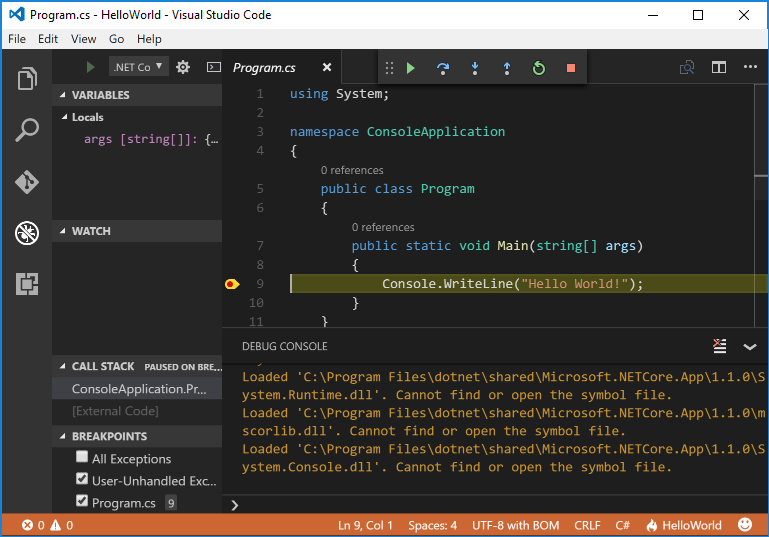 Program.cs - HelloWorld - Visual Studio Code
File Edit View Go Help
.NET Co
VARIABLES
Locals
args [string[]]: {…
WATCH
CALL STACK PAUSED ON BRE...
ConsoleApplication.Pr...
[External Code]
BREAKPOINTS
All Exceptions
User-Unhandled Exc...
Program.cs 9
Program.cs
1 using System;
2
3 namespace ConsoleApplication
4 {
0 references
5 public class Program
6 {
0 references
7 public static void Main(string[] args)
8 {
9 Console.WriteLine("Hello World!");
10 }
11 }
DEBUG CONSOLE
Loaded 'C:\Program Files\dotnet\shared\Microsoft.NETCore.App\1.1.0\S
ystem.Runtime.dll'. Cannot find or open the symbol file.
Loaded 'C:\Program Files\dotnet\shared\Microsoft.NETCore.App\1.1.0\m
scorlib.dll'. Cannot find or open the symbol file.
Loaded 'C:\Program Files\dotnet\shared\Microsoft.NETCore.App\1.1.0\S
ystem.Console.dll'. Cannot find or open the symbol file.
0 0 Ln 9, Col 1 Spaces: 4 UTF-8 with BOM CRLF C# HelloWorld